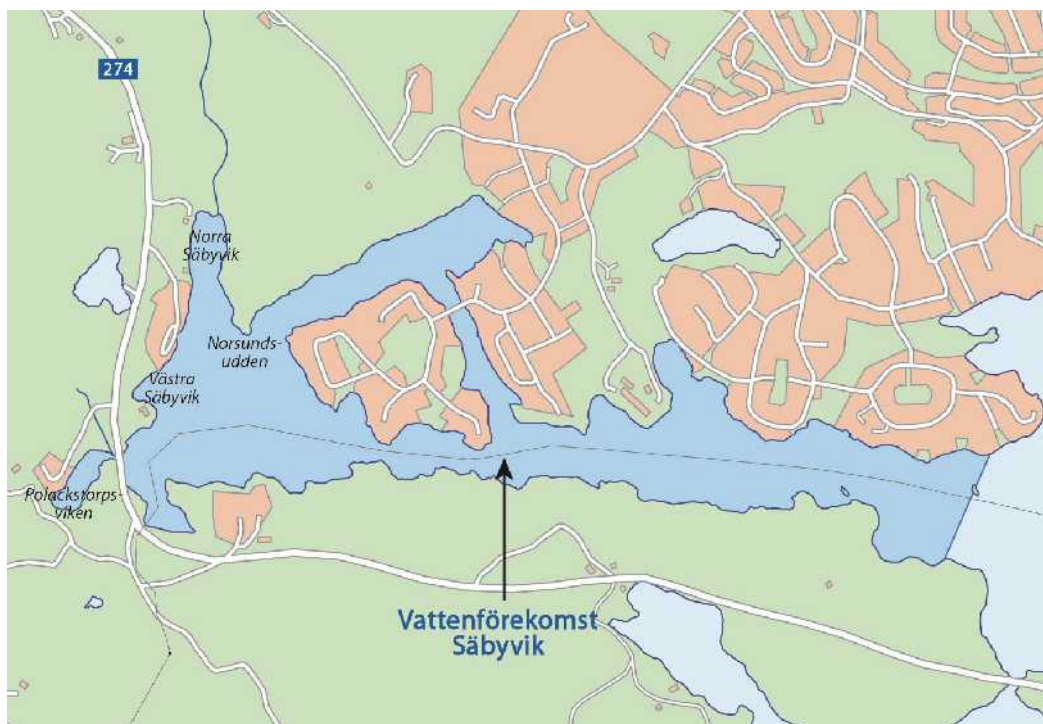 274
Norra
Säbyvik
Norsunds-
udden
Västra
Säbyvik
Polackstorps-
viken
Vattenförekomst
Säbyvik